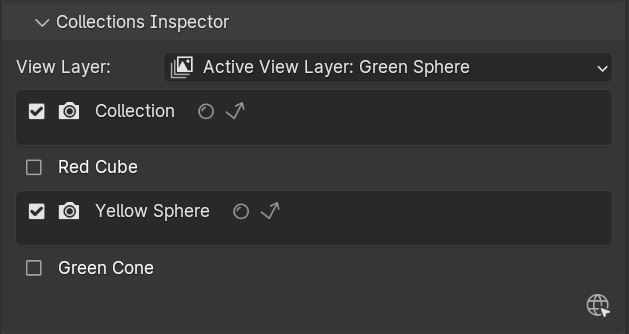 Collections Inspector
View Layer: Active View Layer: Green Sphere
Collection
Red Cube
Yellow Sphere
Green Cone